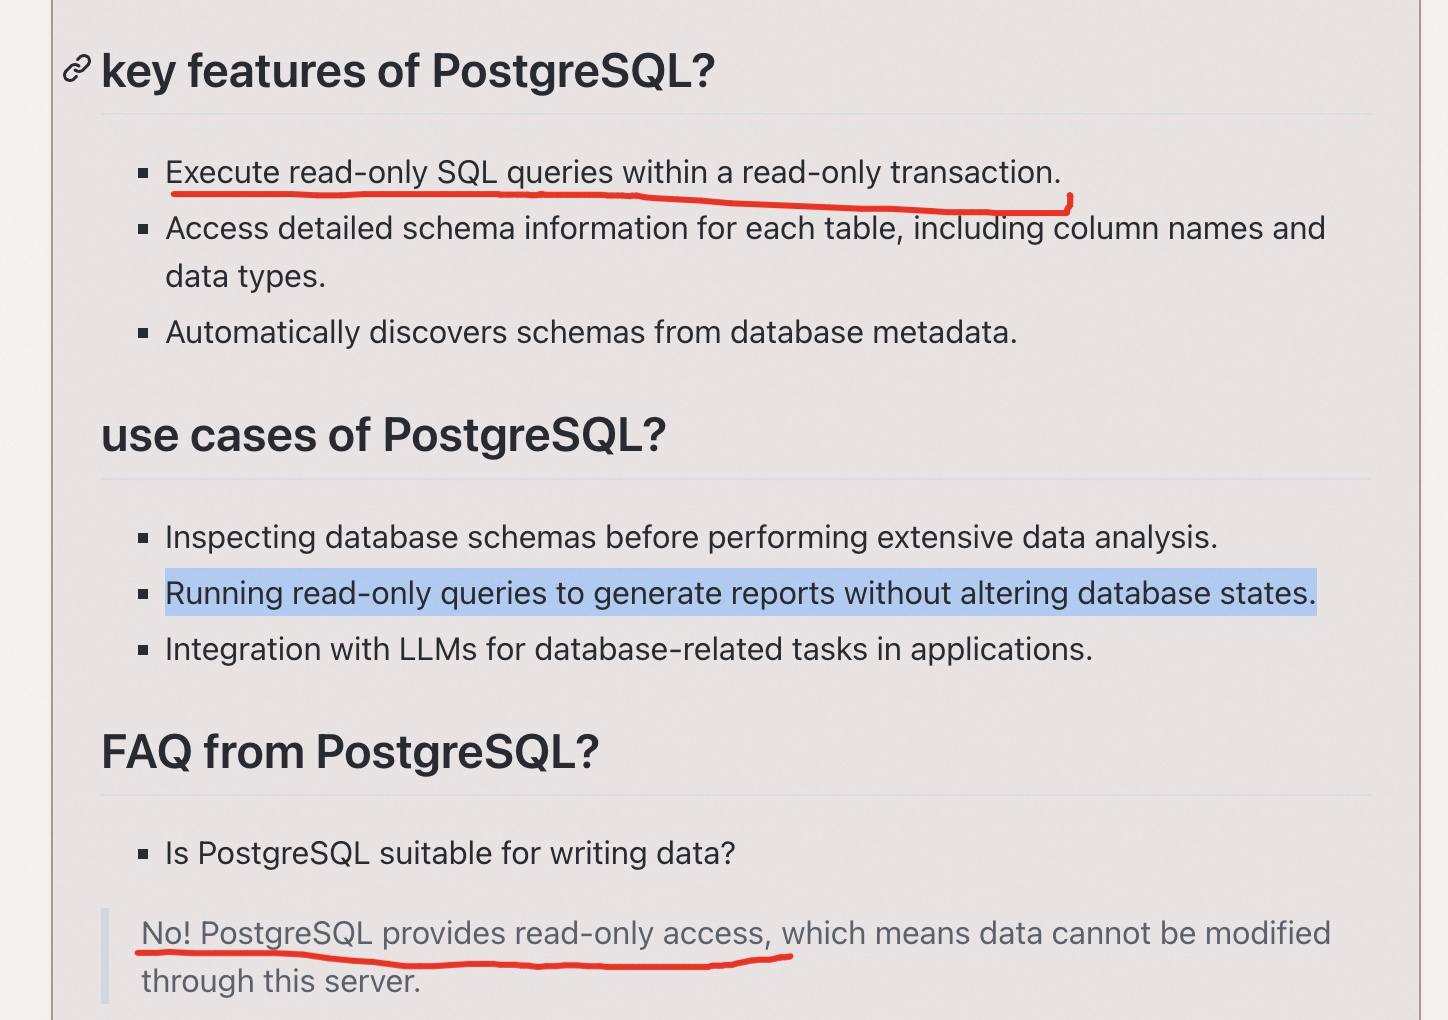 key features of PostgreSQL?
Execute read-only SQL queries within a read-only transaction.
Access detailed schema information for each table, including column names and
data types.
Automatically discovers schemas from database metadata.
use cases of PostgreSQL?
Inspecting database schemas before performing extensive data analysis.
Running read-only queries to generate reports without altering database states.
Integration with LLMs for database-related tasks in applications.
FAQ from PostgreSQL?
Is PostgreSQL suitable for writing data?
No! PostgreSQL provides read-only access, which means data cannot be modified
through this server.